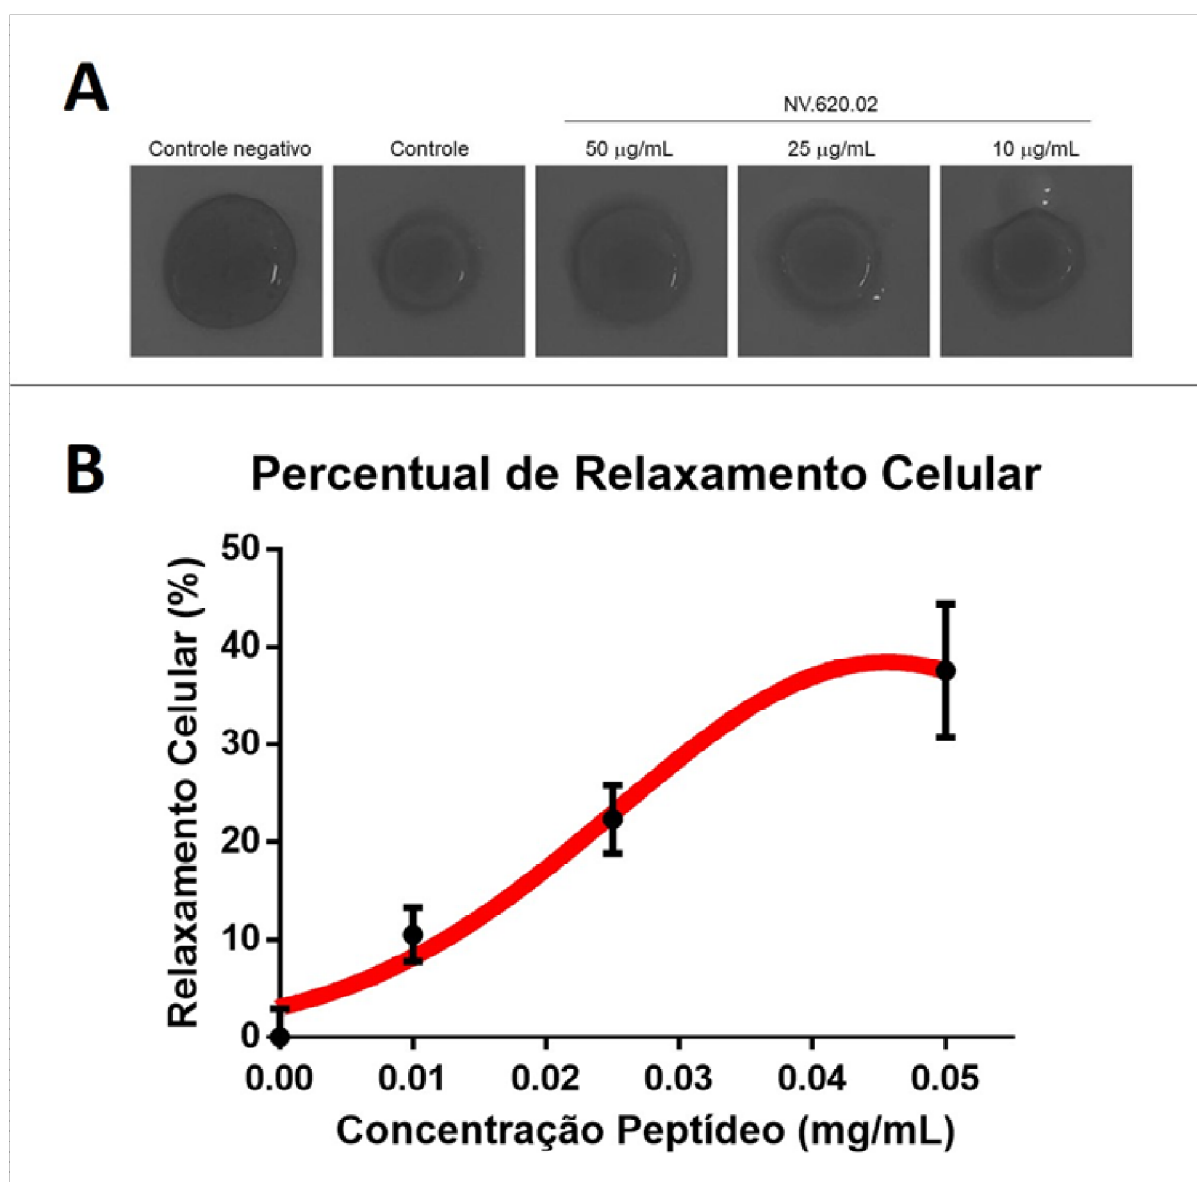 A
NV.620.02
Controle negativo
Controle
50 μg/mL
25 μg/mL
10 μg/mL
B
Percentual de Relaxamento Celular
Relaxamento Celular (%)
50
40
30
20
10
0
0.00
0.01
0.02
0.03
0.04
0.05
Concentração Peptídeo (mg/mL)